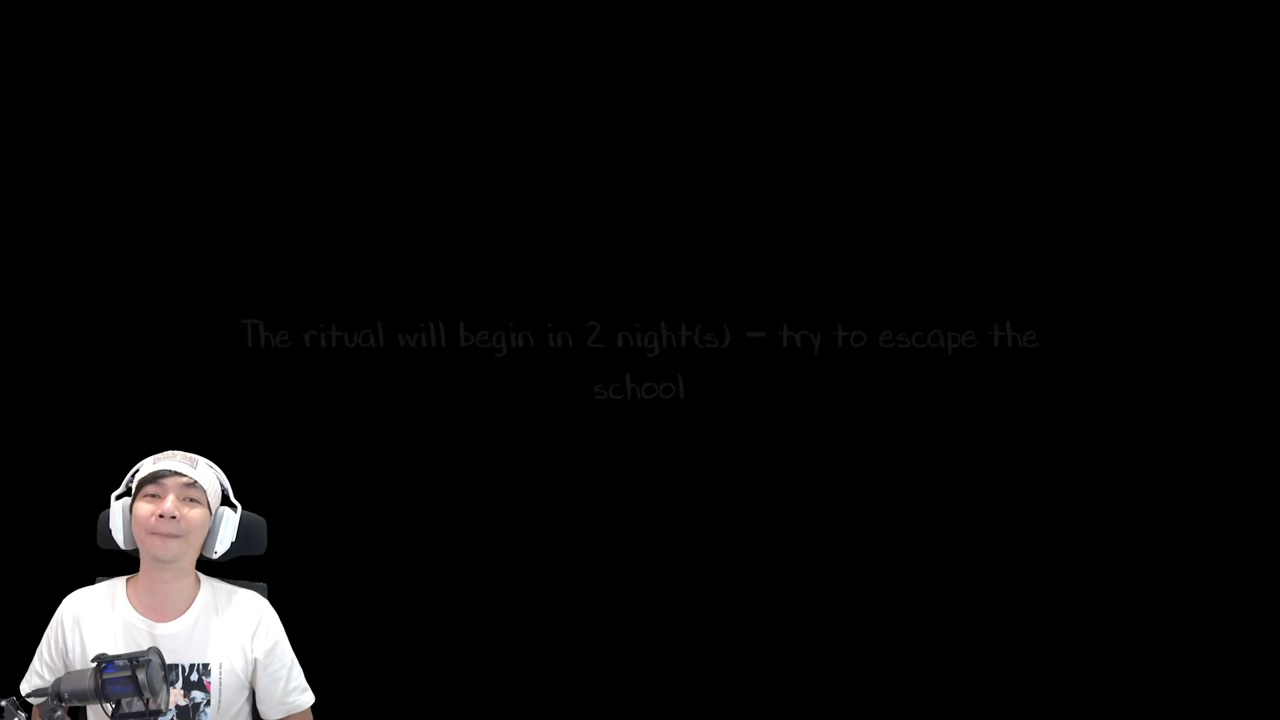 The ritual will begin in 2 night(s) - try to escape the
school